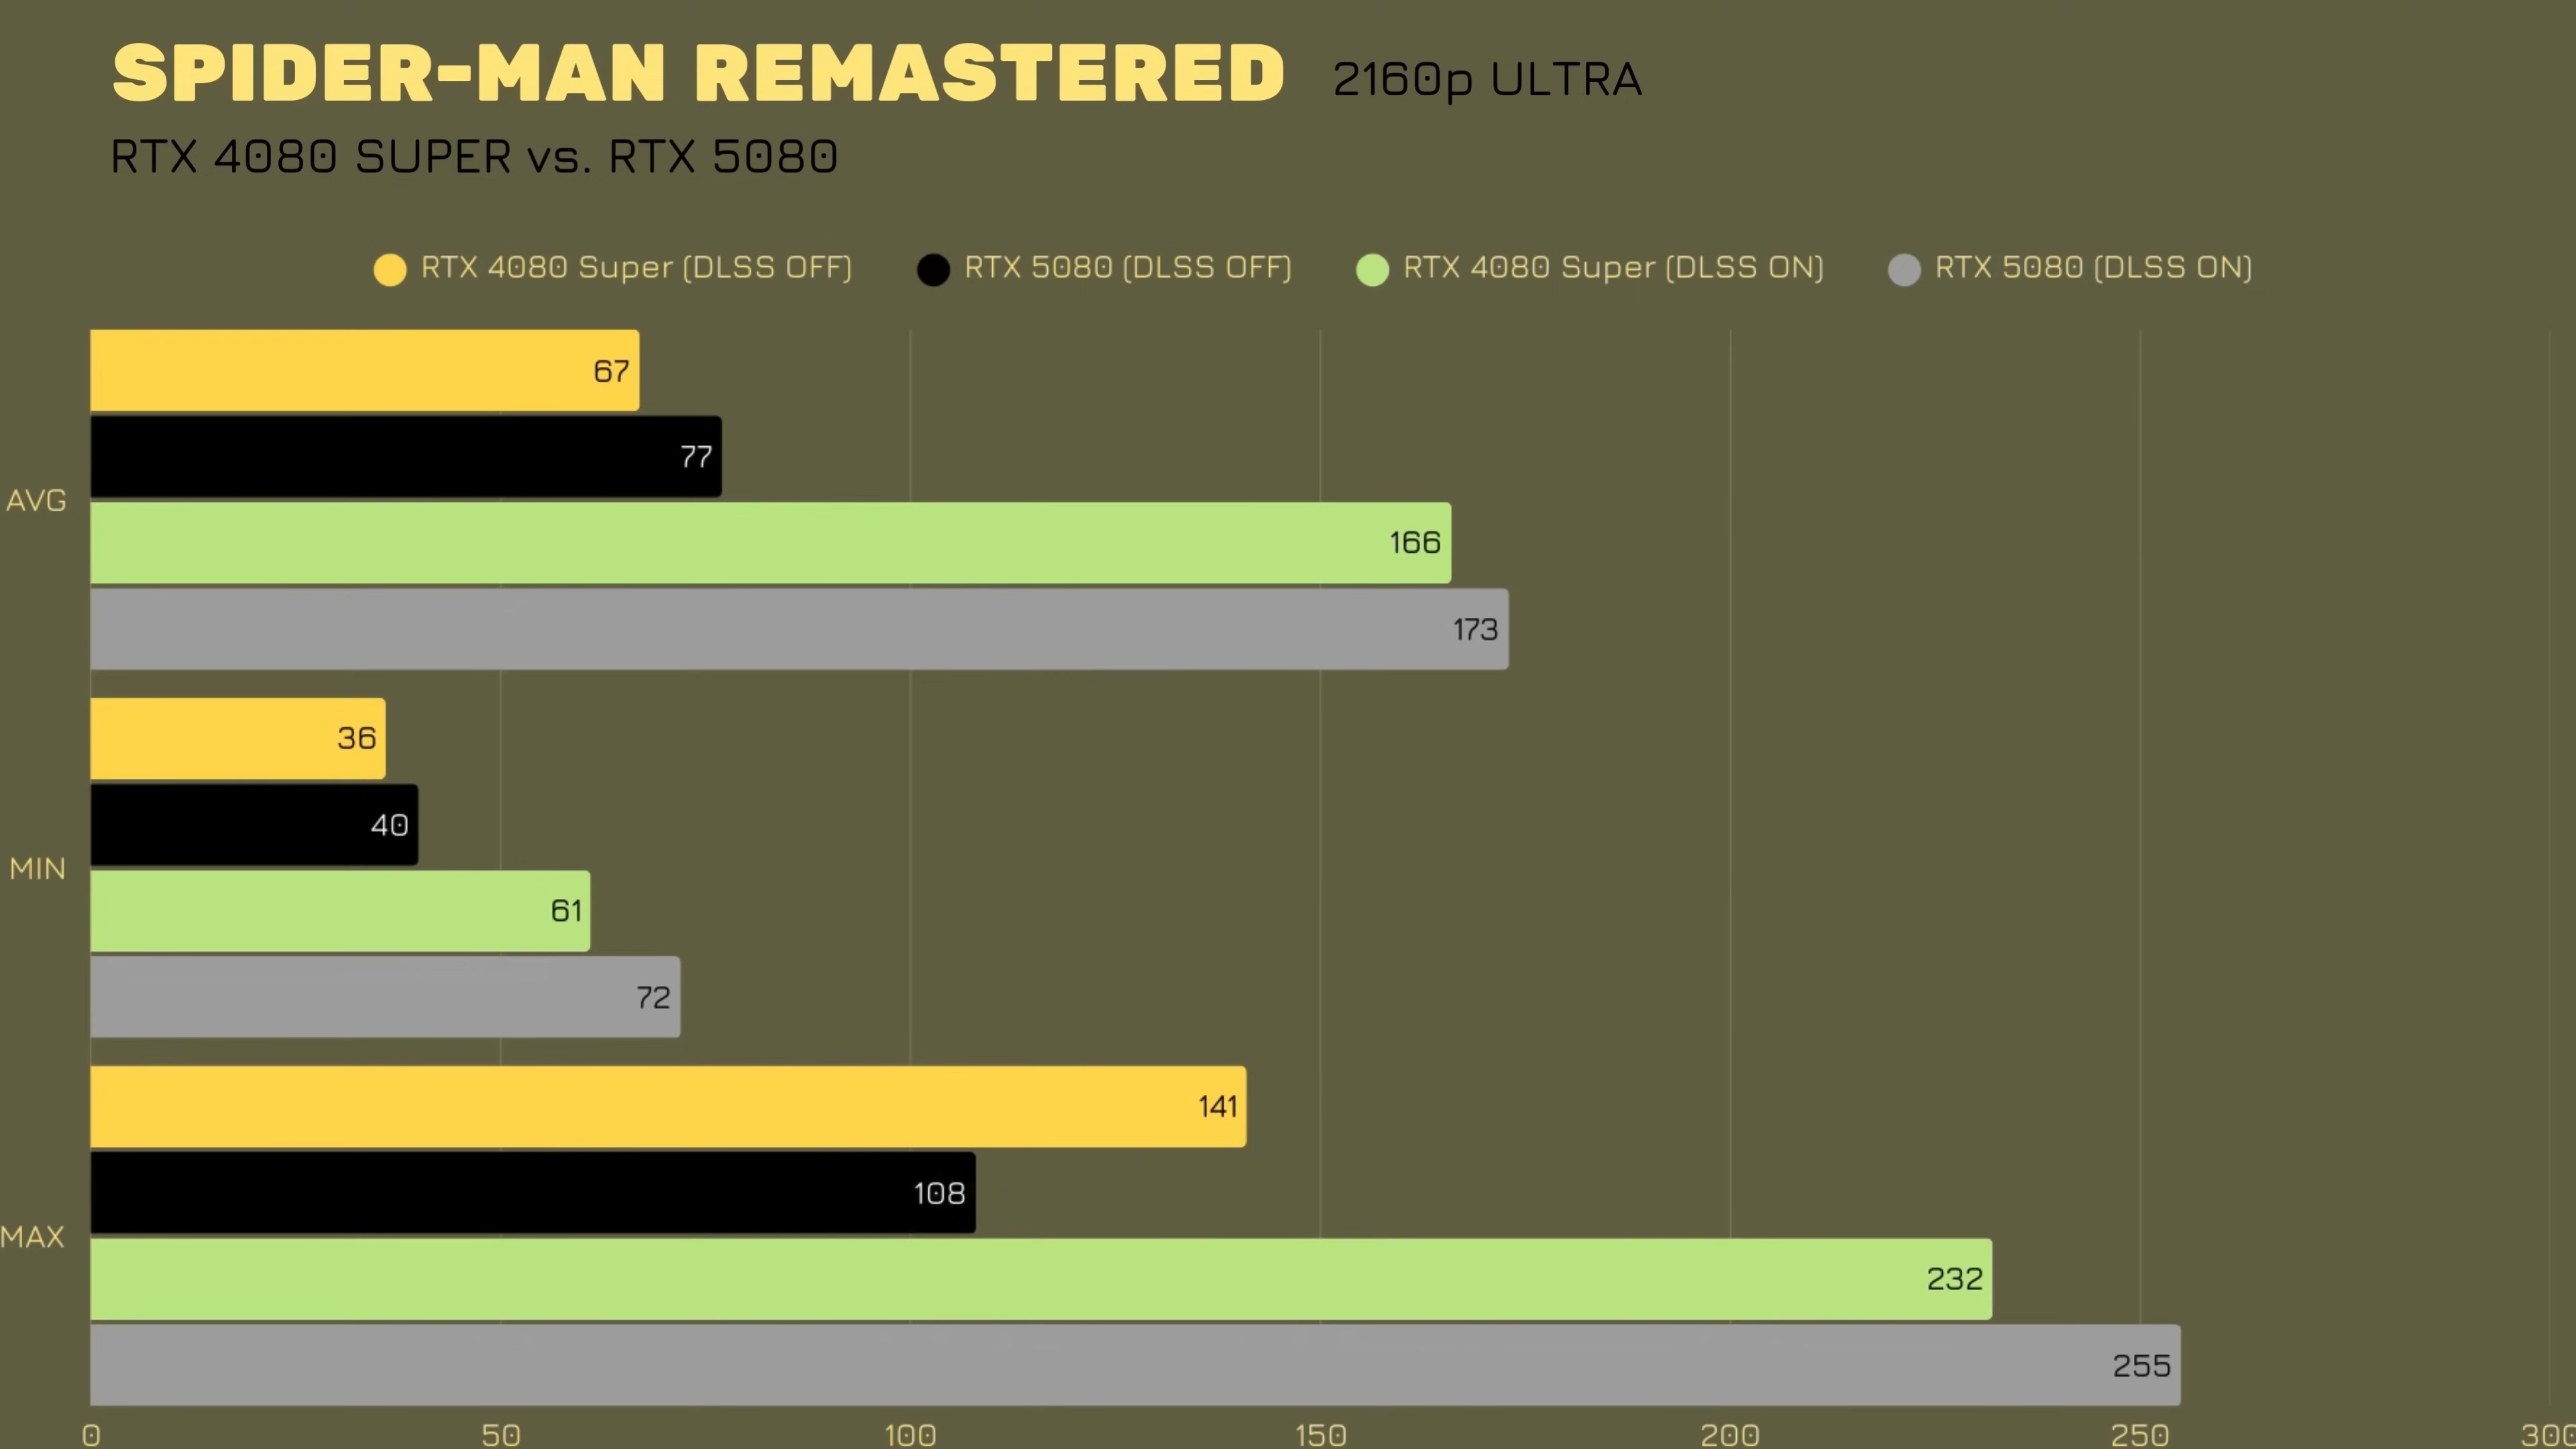 SPIDER-MAN REMASTERED 2160p ULTRA
RTX 4080 SUPER vs. RTX 5080
RTX 4080 Super (DLSS OFF) RTX 5080 (DLSS OFF) RTX 4080 Super (DLSS ON) RTX 5080 (DLSS ON)
67
77
AVG
166
173
36
40
MIN
61
72
141
108
MAX
232
255
0 50 100 150 200 250 300